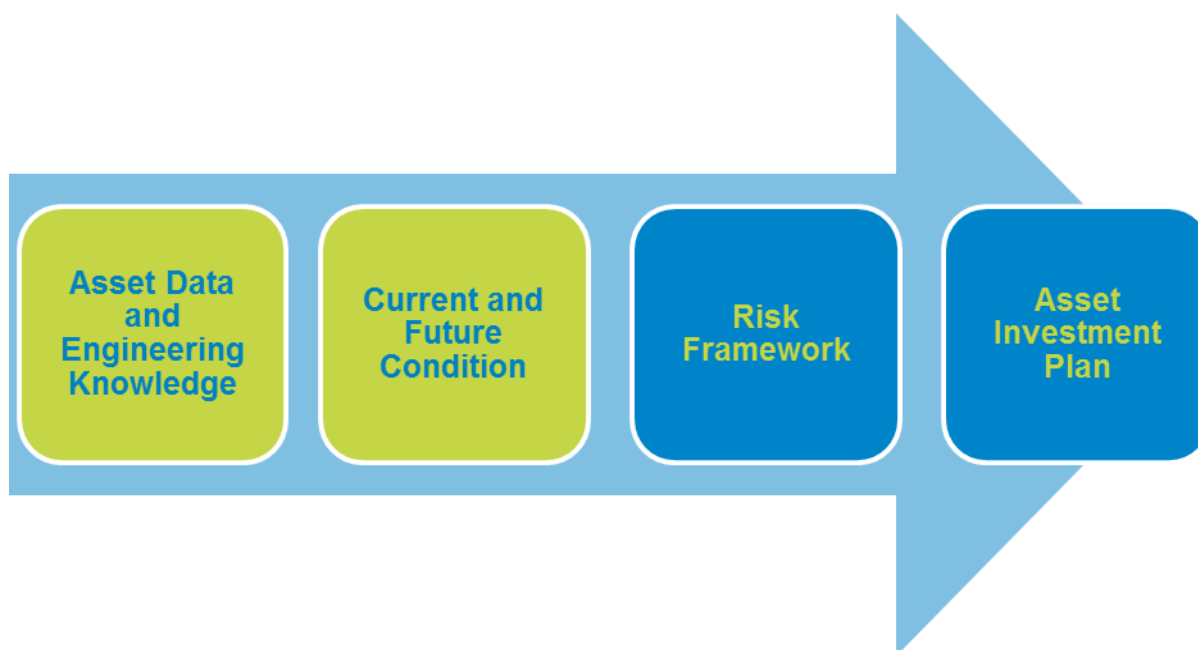 Asset Data
and
Engineering
Knowledge
Current and
Future
Condition
Risk
Framework
Asset
Investment
Plan